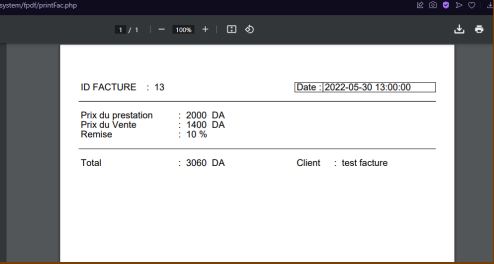 system/fpdf/printFac.php
1 / 1 | — 100% +
ID FACTURE : 13 Date : 2022-05-30 13:00:00
Prix du prestation : 2000 DA
Prix du Vente : 1400 DA
Remise : 10 %
Total : 3060 DA Client : test facture